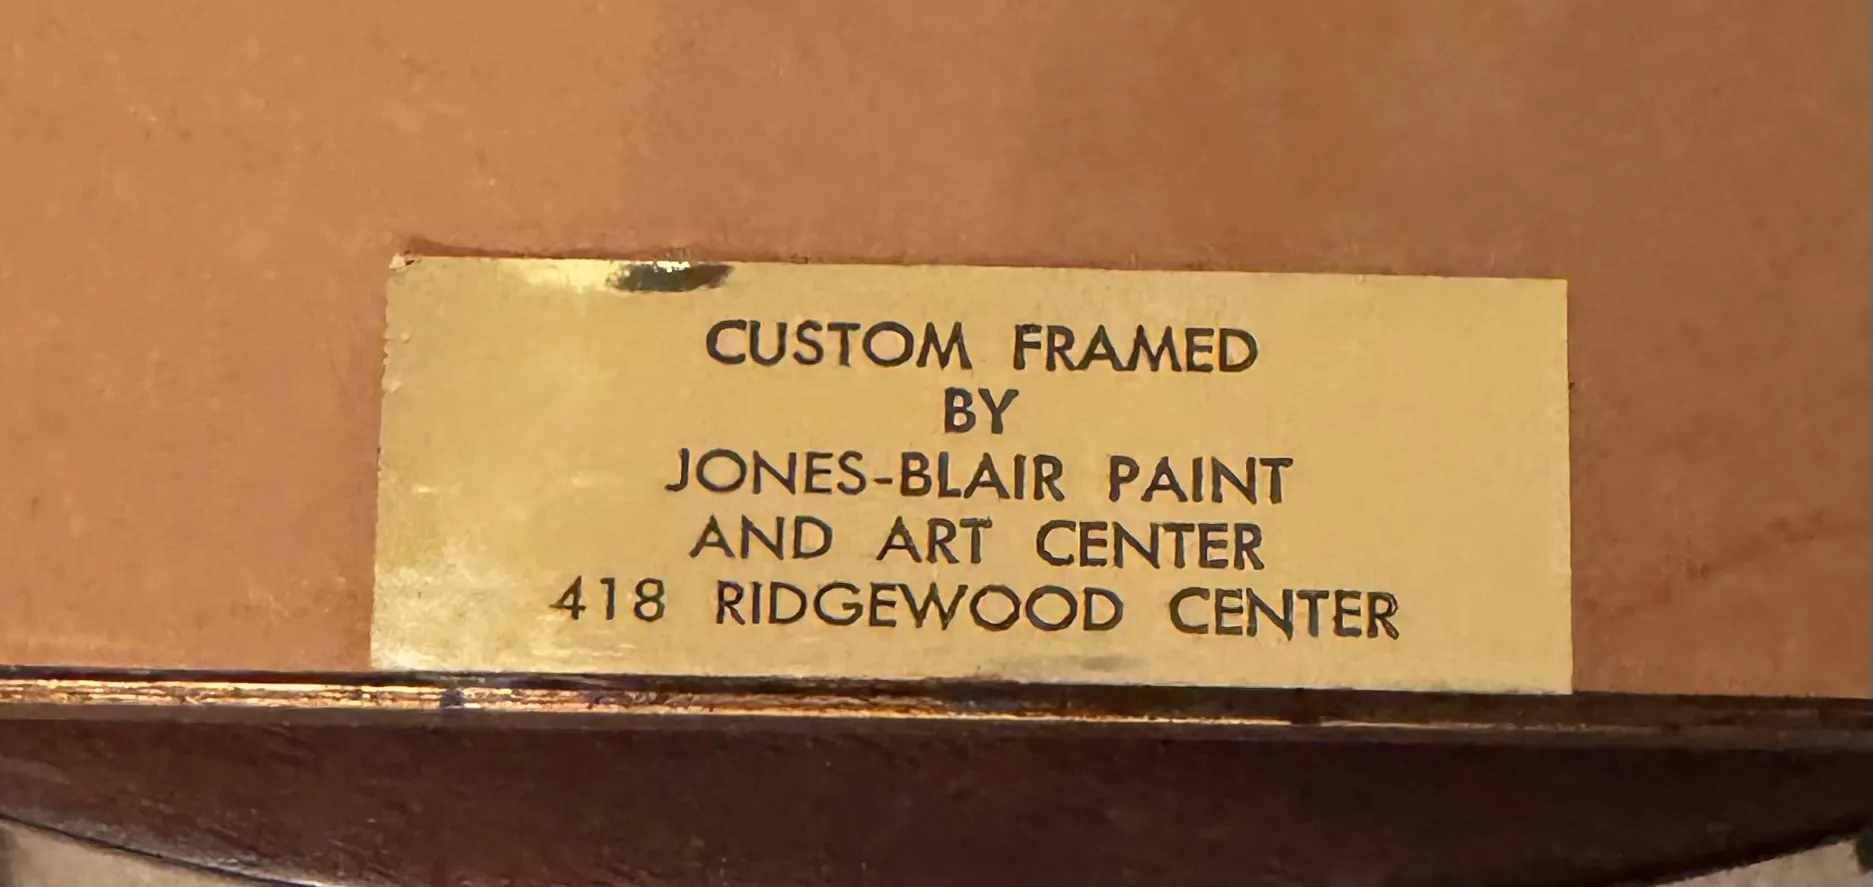 CUSTOM FRAMED
BY
JONES-BLAIR PAINT
AND ART CENTER
418 RIDGEWOOD CENTER